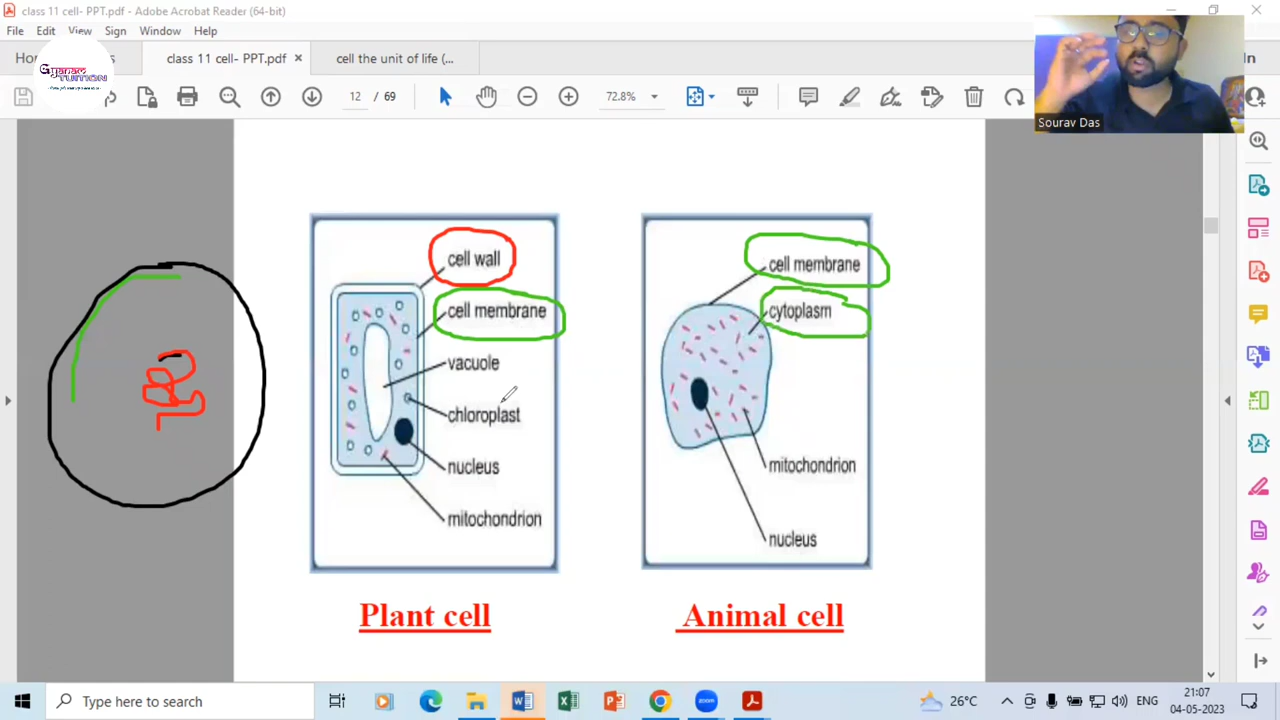 class 11 cell- PPT.pdf - Adobe Acrobat Reader (64-bit)
File Edit View Sign Window Help
class 11 cell- PPT.pdf × cell the unit of life (...
Gyanam
TUITION
12 / 69 72.8%
Sourav Das
cell wall
cell membrane
vacuole
chloroplast
nucleus
mitochondrion
Plant cell
cell membrane
cytoplasm
mitochondrion
nucleus
Animal cell
Type here to search
26°C ENG 21:07
04-05-2023